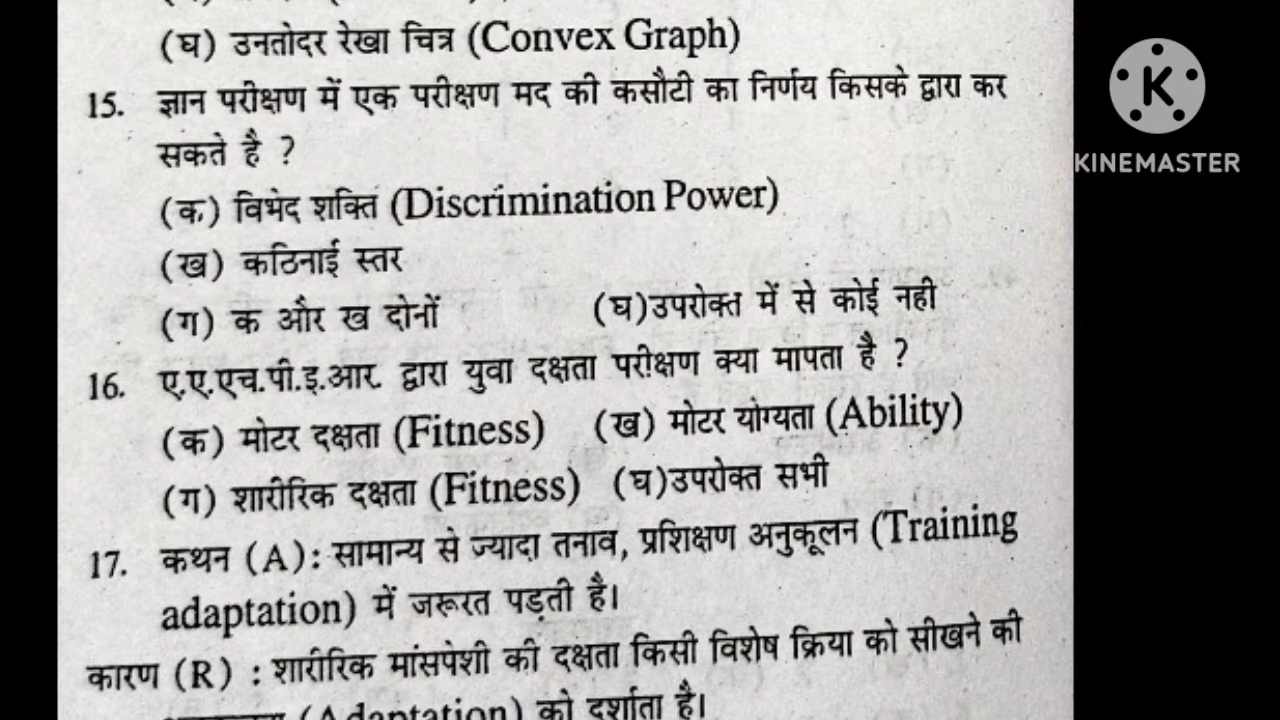 (घ) उनतोदर रेखा चित्र (Convex Graph)
15. ज्ञान परीक्षण में एक परीक्षण मद की कसौटी का निर्णय किसके द्वारा कर
सकते है ?
(क) विभेद शक्ति (Discrimination Power)
(ख) कठिनाई स्तर
(ग) क और ख दोनों (घ)उपरोक्त में से कोई नही
16. ए.ए.एच.पी.इ.आर. द्वारा युवा दक्षता परीक्षण क्या मापता है ?
(क) मोटर दक्षता (Fitness) (ख) मोटर योग्यता (Ability)
(ग) शारीरिक दक्षता (Fitness) (घ)उपरोक्त सभी
17. कथन (A): सामान्य से ज्यादा तनाव, प्रशिक्षण अनुकूलन (Training
adaptation) में जरूरत पड़ती है।
कारण (R) : शारीरिक मांसपेशी की दक्षता किसी विशेष क्रिया को सीखने की
(Adaptation) को दर्शाता है।
K
KINEMASTER